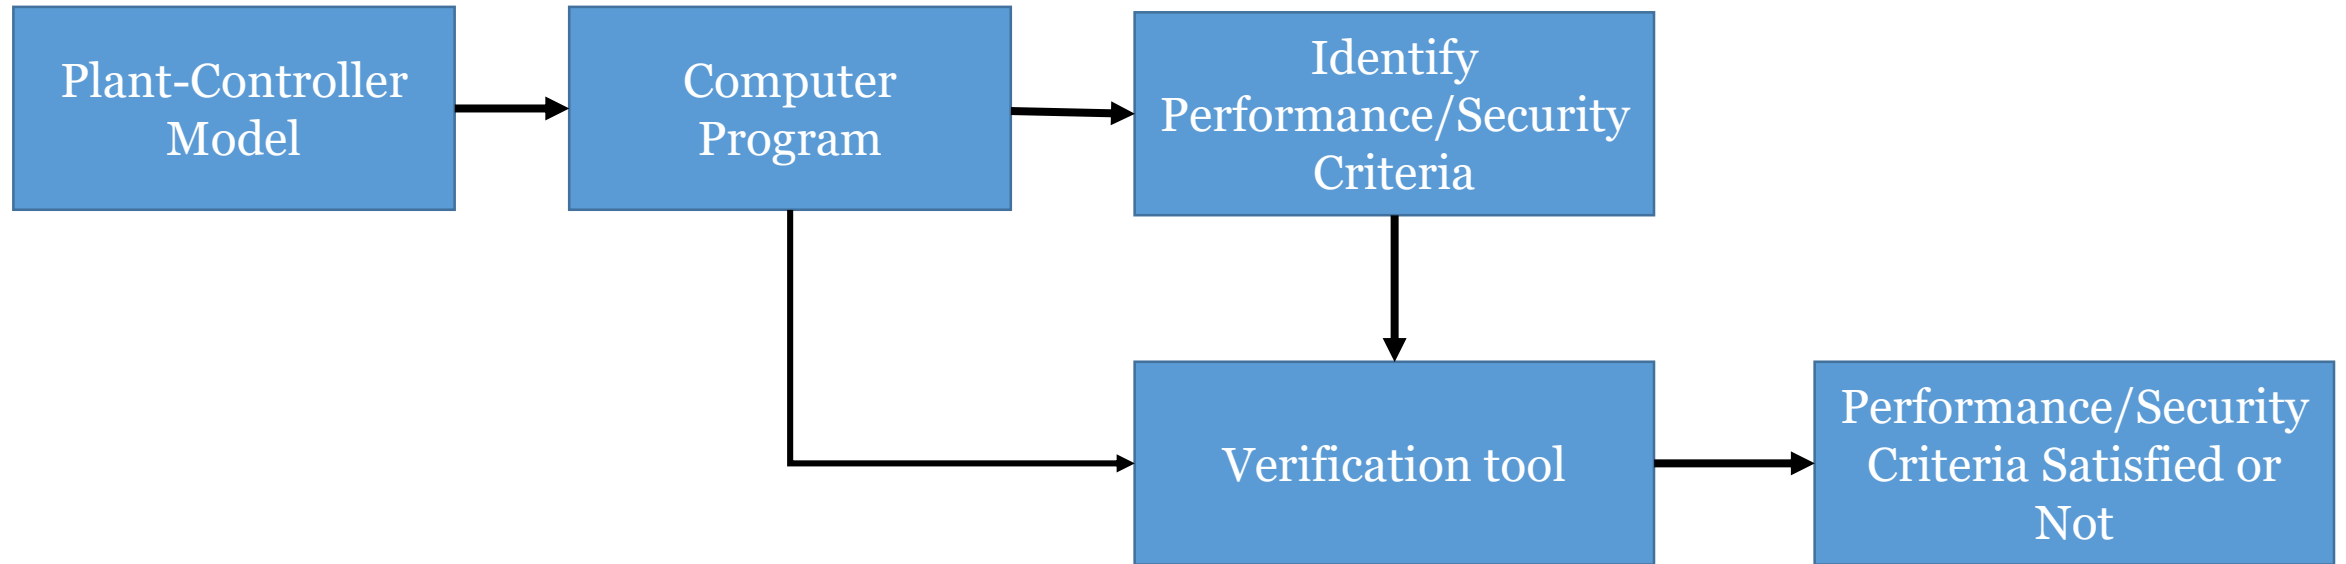 Plant-Controller
Model
Computer
Program
Identify
Performance/Security
Criteria
Verification tool
Performance/Security
Criteria Satisfied or
Not